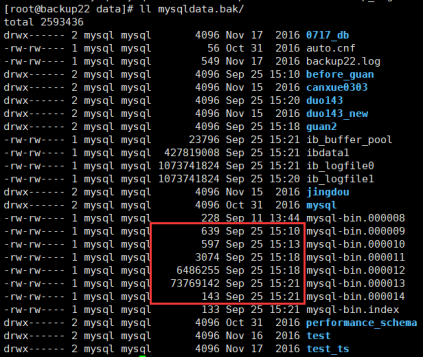 [root@backup22 data]# ll mysqldata.bak/
total 2593436
drwx------ 2 mysql mysql 4096 Nov 17 2016 0717_db
-rw-rw---- 1 mysql mysql 56 Oct 31 2016 auto.cnf
-rw-rw---- 1 mysql mysql 549 Nov 17 2016 backup22.log
drwx------ 2 mysql mysql 4096 Sep 25 15:10 before_guan
drwx------ 2 mysql mysql 4096 Nov 15 2016 canxue0303
drwx------ 2 mysql mysql 4096 Sep 25 15:20 duo143
drwx------ 2 mysql mysql 4096 Nov 15 2016 duo143_new
drwx------ 2 mysql mysql 4096 Sep 25 15:18 guan2
-rw-rw---- 1 mysql mysql 23796 Sep 25 15:21 ib_buffer_pool
-rw-rw---- 1 mysql mysql 427819008 Sep 25 15:21 ibdata1
-rw-rw---- 1 mysql mysql 1073741824 Sep 25 15:21 ib_logfile0
-rw-rw---- 1 mysql mysql 1073741824 Sep 25 15:20 ib_logfile1
drwx------ 2 mysql mysql 4096 Nov 15 2016 jingdou
drwx------ 2 mysql mysql 4096 Oct 31 2016 mysql
-rw-rw---- 1 mysql mysql 228 Sep 11 13:44 mysql-bin.000008
-rw-rw---- 1 mysql mysql 639 Sep 25 15:10 mysql-bin.000009
-rw-rw---- 1 mysql mysql 597 Sep 25 15:13 mysql-bin.000010
-rw-rw---- 1 mysql mysql 3074 Sep 25 15:18 mysql-bin.000011
-rw-rw---- 1 mysql mysql 6486255 Sep 25 15:18 mysql-bin.000012
-rw-rw---- 1 mysql mysql 73769142 Sep 25 15:21 mysql-bin.000013
-rw-rw---- 1 mysql mysql 143 Sep 25 15:21 mysql-bin.000014
-rw-rw---- 1 mysql mysql 133 Sep 25 15:21 mysql-bin.index
drwx------ 2 mysql mysql 4096 Oct 31 2016 performance_schema
drwx------ 2 mysql mysql 4096 Nov 16 2016 test
drwx------ 2 mysql mysql 4096 Nov 17 2016 test_ts